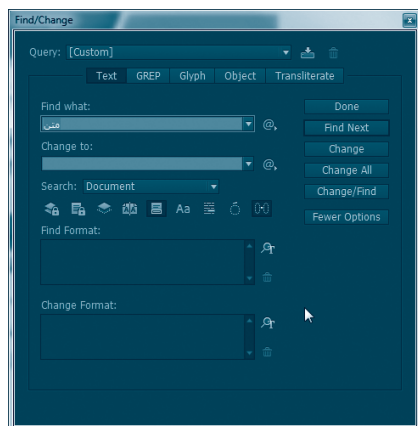 Find/Change
Query: [Custom]
Text GREP Glyph Object Transliterate
Find what:
متن
Change to:
Search: Document
Find Format:
Change Format:
Done
Find Next
Change
Change All
Change/Find
Fewer Options